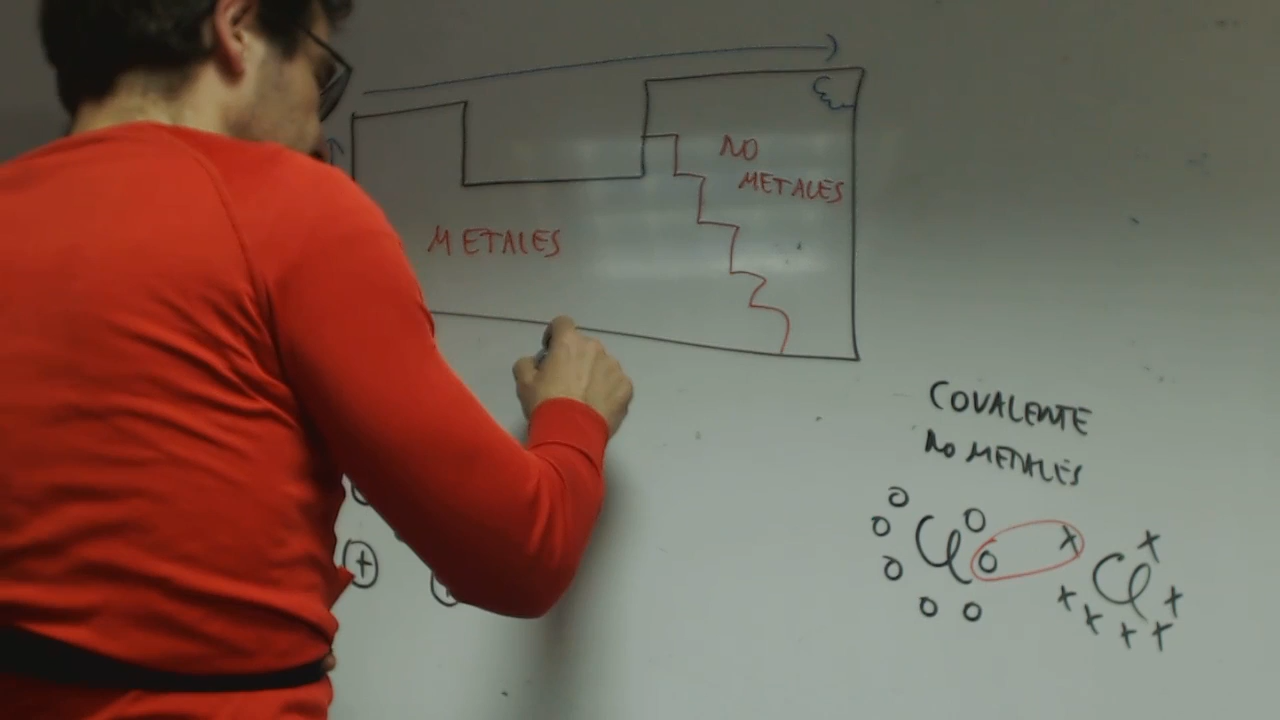 NO
METALES
METALES
COVALENTE
NO METALES
Cl
Cl
+